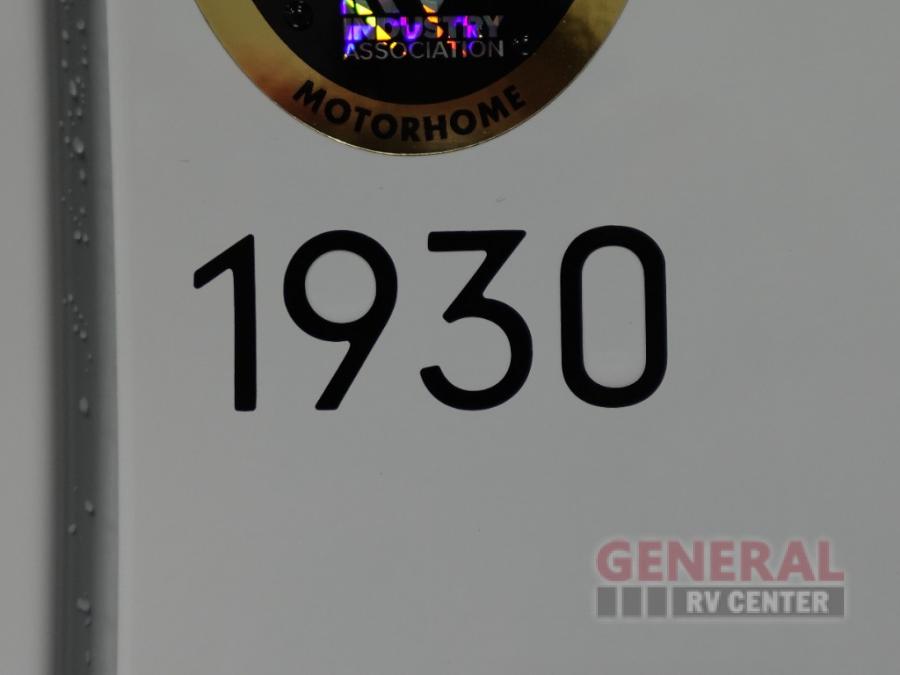 INDUSTRY
ASSOCIATION
MOTORHOME
1930
GENERAL
RV CENTER